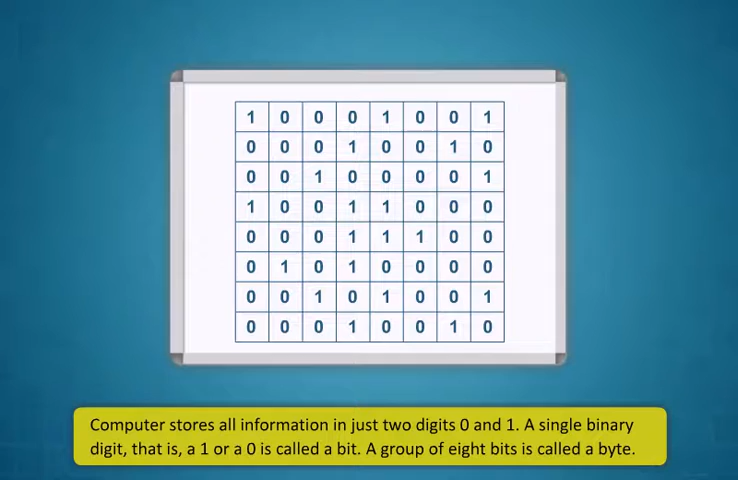 1 0 0 0 1 0 0 1
0 0 0 1 0 0 1 0
0 0 1 0 0 0 0 1
1 0 0 1 1 0 0 0
0 0 0 1 1 1 0 0
0 1 0 1 0 0 0 0
0 0 1 0 1 0 0 1
0 0 0 1 0 0 1 0
Computer stores all information in just two digits 0 and 1. A single binary
digit, that is, a 1 or a 0 is called a bit. A group of eight bits is called a byte.